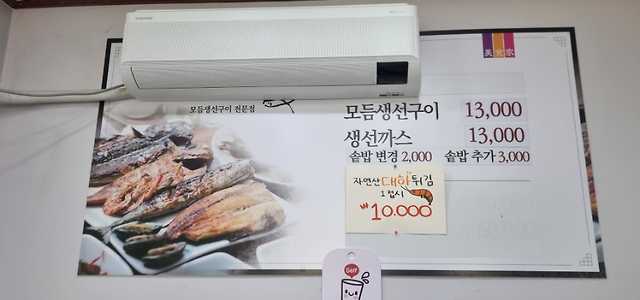 美食家
모듬생선구이 전문점
모듬생선구이 13,000
생선까스 13,000
솥밥 변경 2,000 솥밥 추가 3,000
자연산 대하튀김
1접시
₩10.000
Self